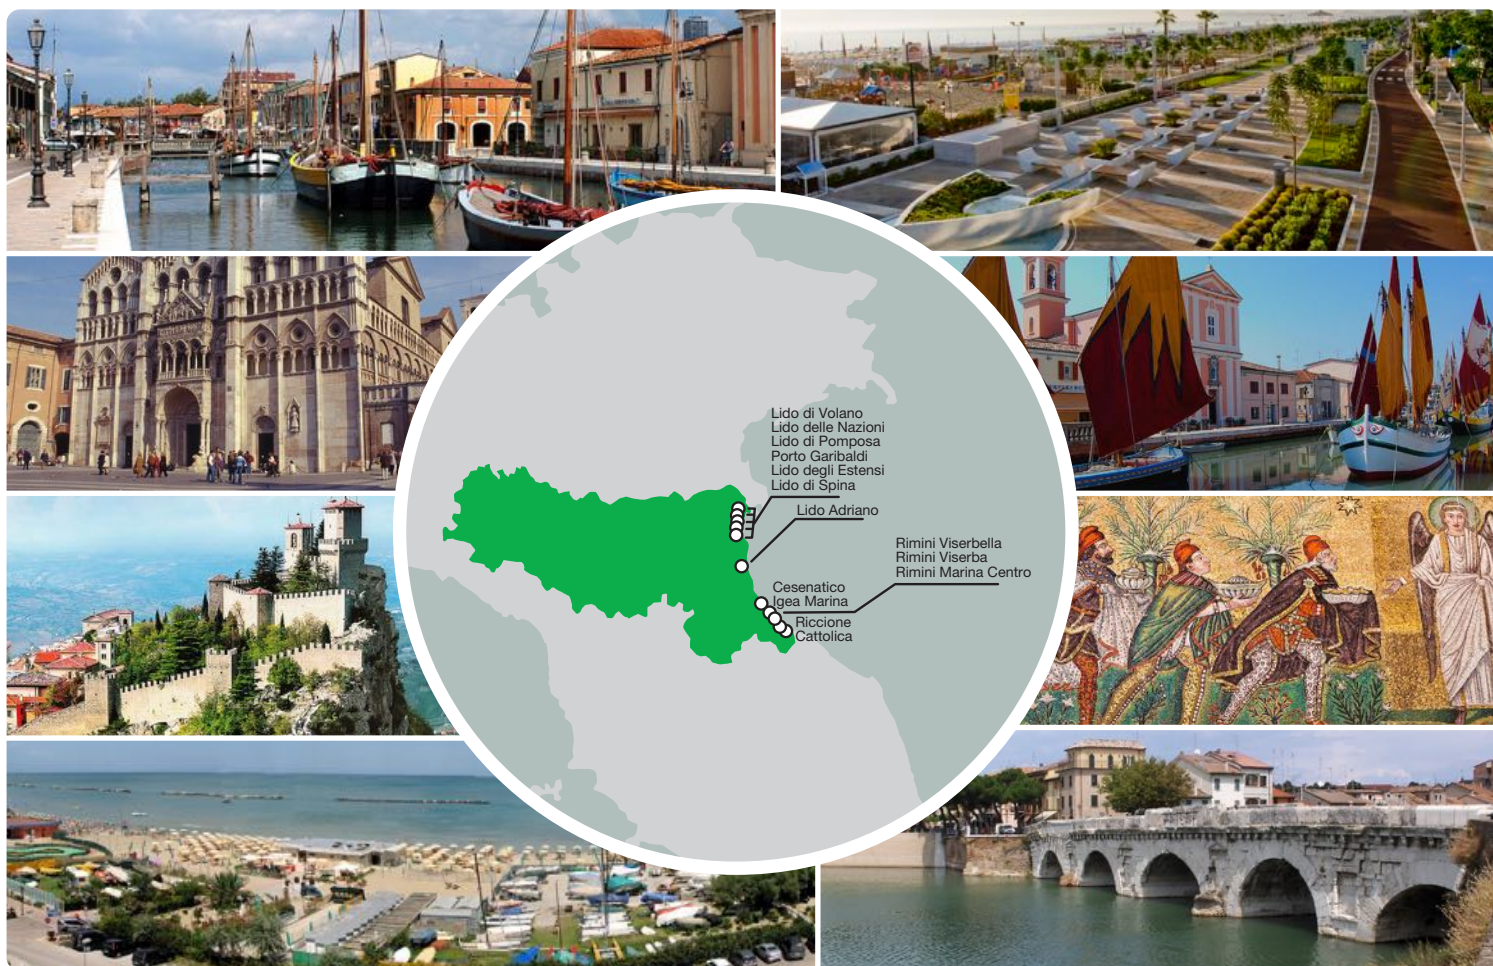 Lido di Volano
Lido delle Nazioni
Lido di Pomposa
Porto Garibaldi
Lido degli Estensi
Lido di Spina
Lido Adriano
Rimini Viserbella
Rimini Viserba
Rimini Marina Centro
Cesenatico
Igea Marina
Riccione
Cattolica